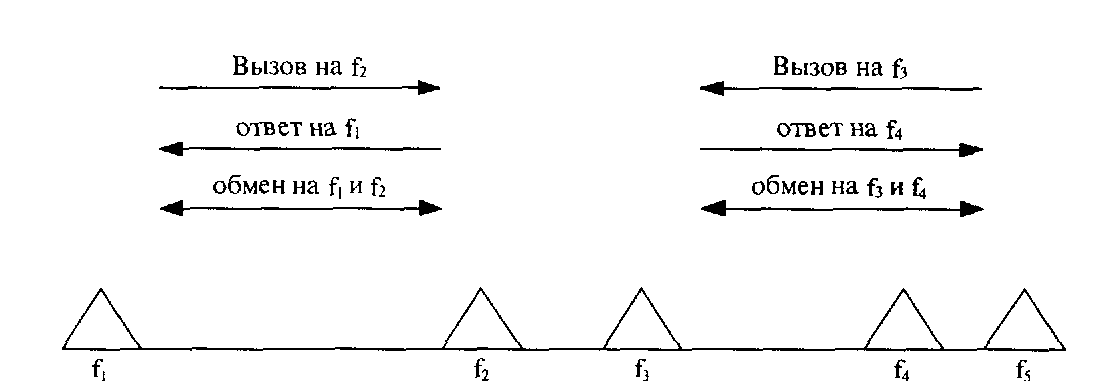 Вызов на f₂
ответ на f₁
обмен на f₁ и f₂
Вызов на f₃
ответ на f₄
обмен на f₃ и f₄
f₁ f₂ f₃ f₄ f₅